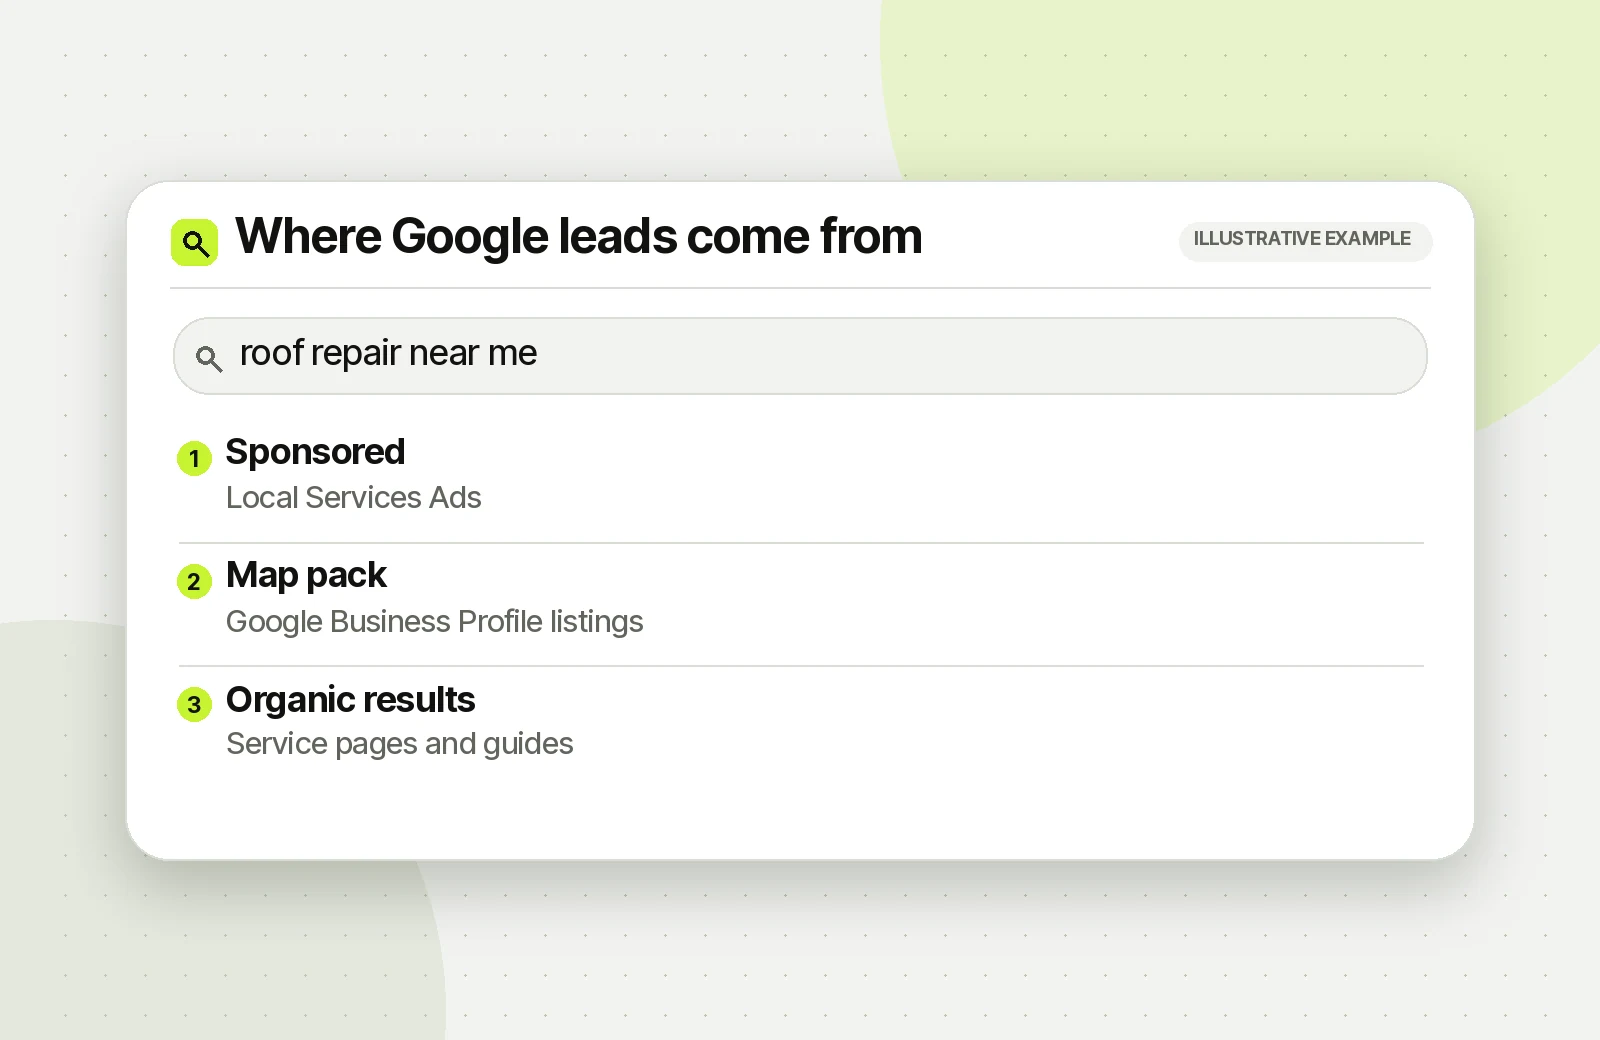 Where Google leads come from
ILLUSTRATIVE EXAMPLE
roof repair near me
1 Sponsored
Local Services Ads
2 Map pack
Google Business Profile listings
3 Organic results
Service pages and guides